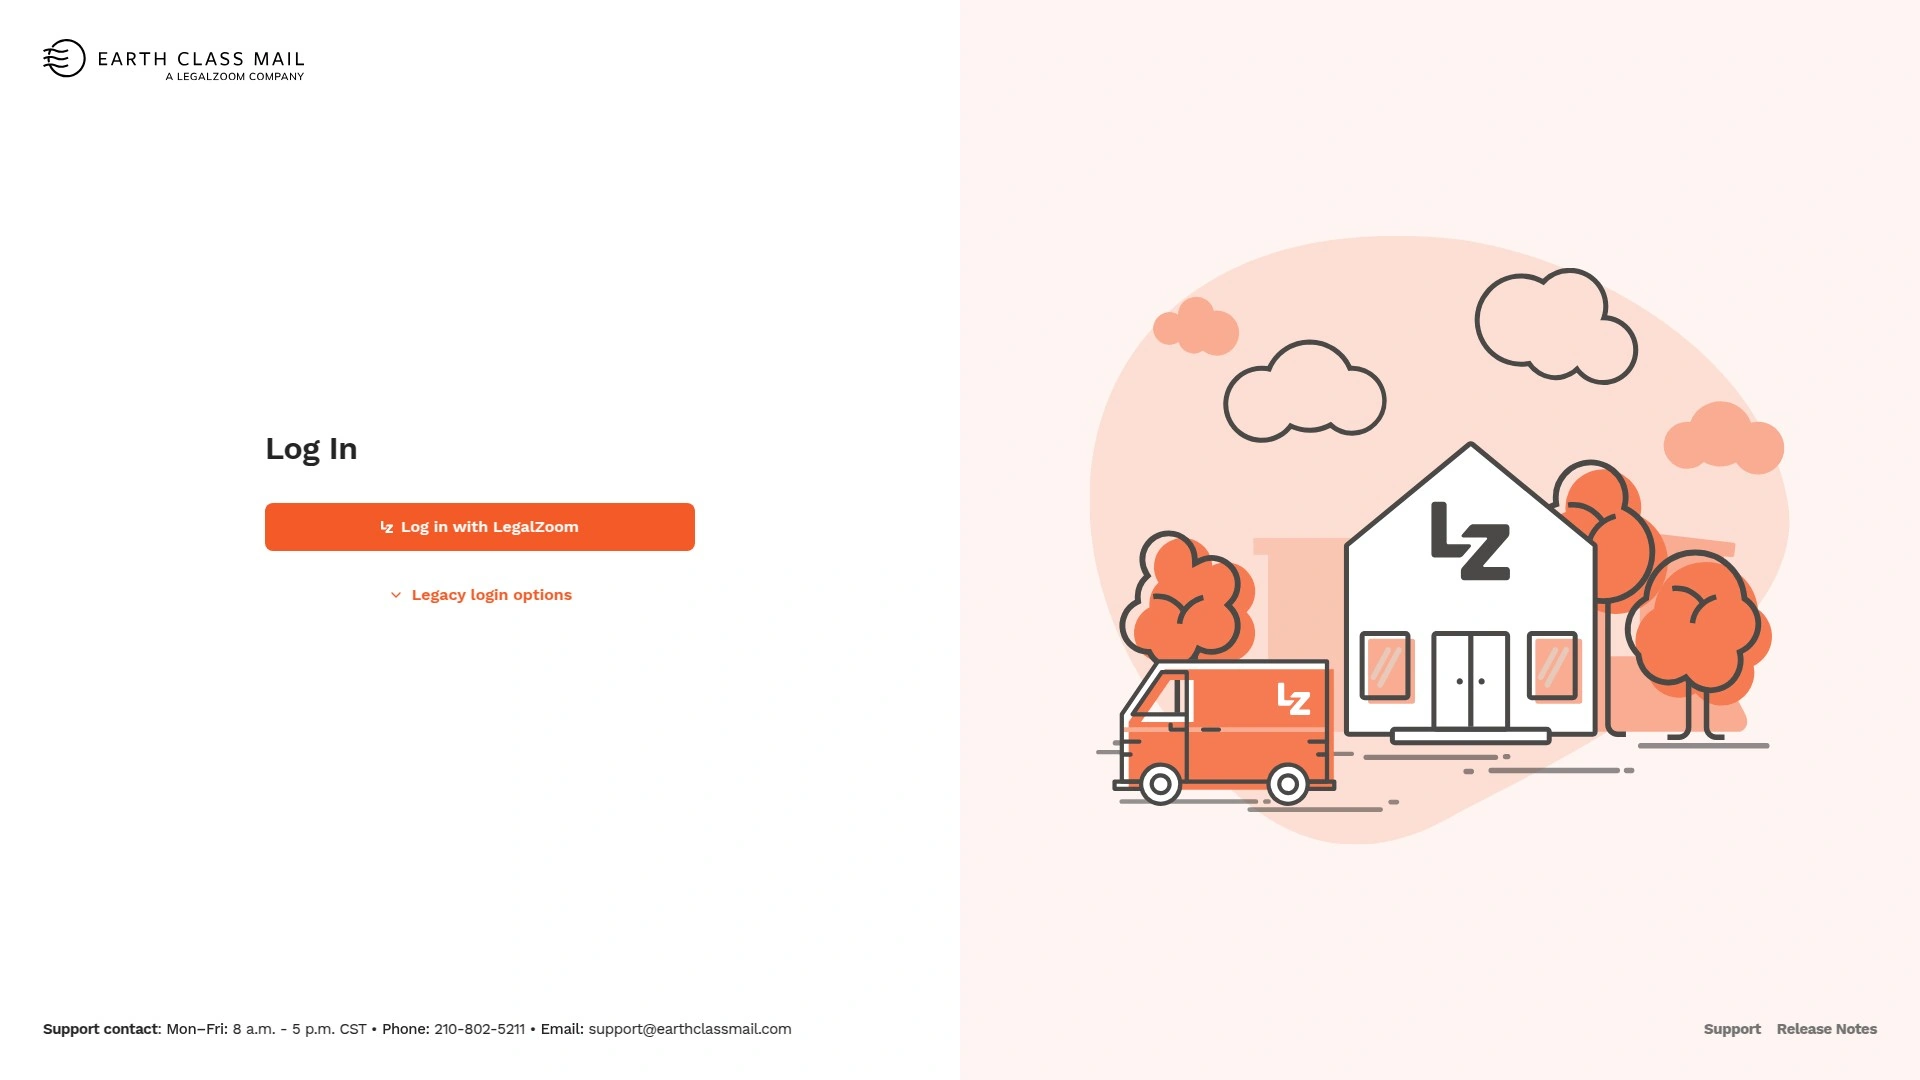 EARTH CLASS MAIL
A LEGALZOOM COMPANY
Log In
LZ Log in with LegalZoom
Legacy login options
LZ
LZ
Support contact: Mon–Fri: 8 a.m. - 5 p.m. CST • Phone: 210-802-5211 • Email: support@earthclassmail.com
Support Release Notes